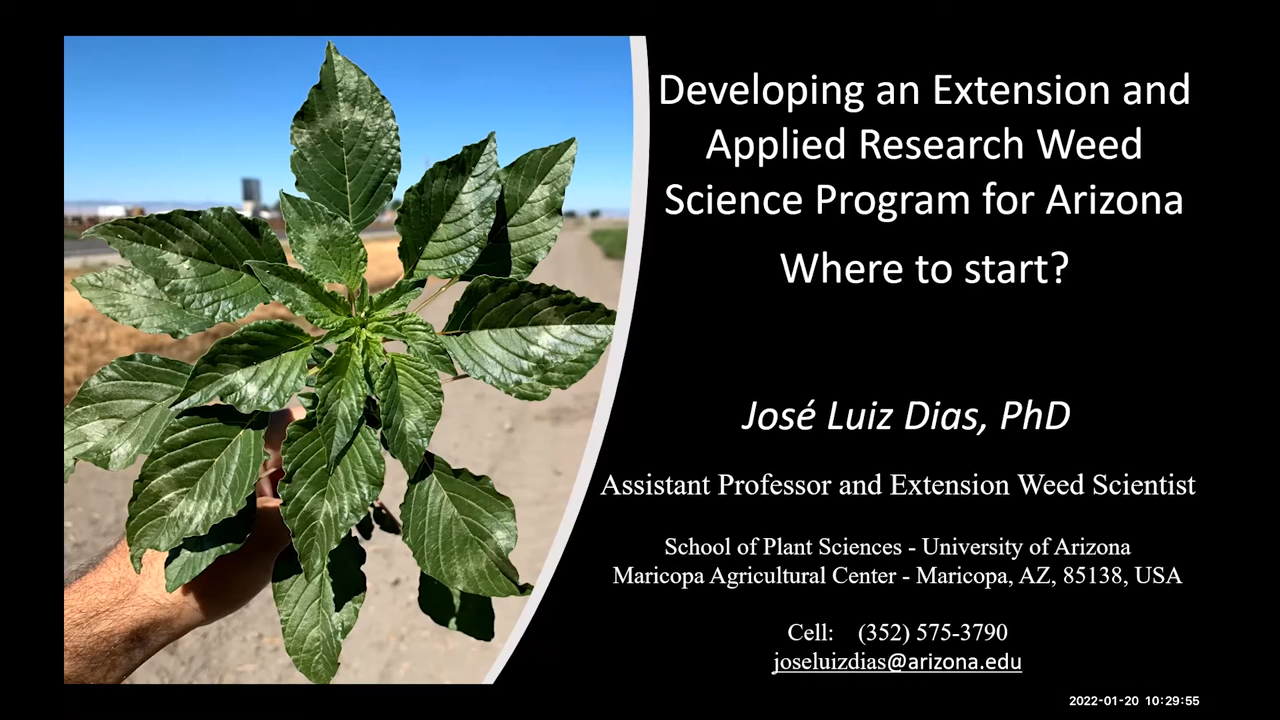 Developing an Extension and
Applied Research Weed
Science Program for Arizona
Where to start?
José Luiz Dias, PhD
Assistant Professor and Extension Weed Scientist
School of Plant Sciences - University of Arizona
Maricopa Agricultural Center - Maricopa, AZ, 85138, USA
Cell: (352) 575-3790
joseluizdias@arizona.edu
2022-01-20 10:29:55